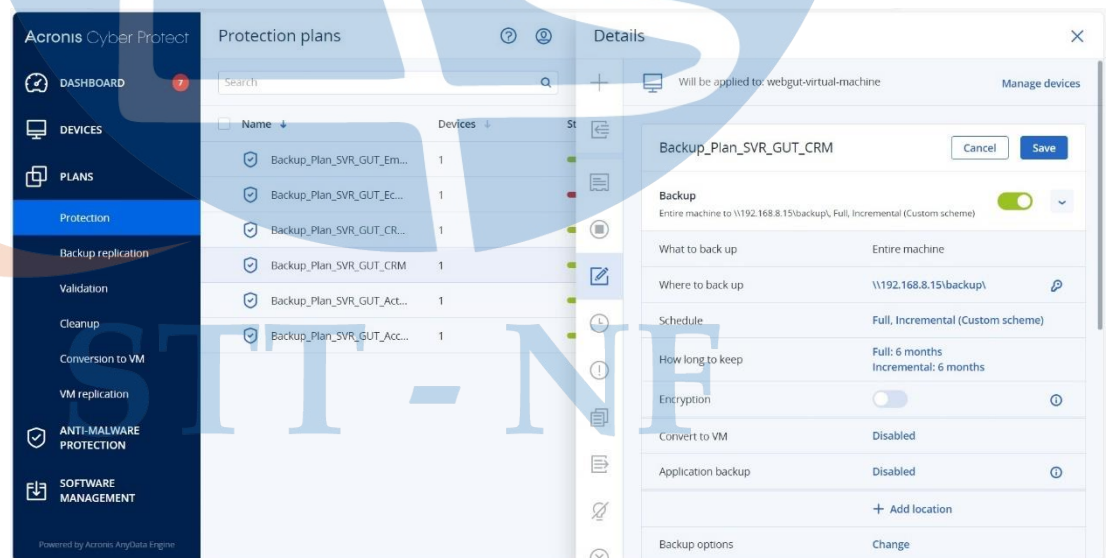 Acronis Cyber Protect
DASHBOARD
7
DEVICES
PLANS
Protection
Backup replication
Validation
Cleanup
Conversion to VM
VM replication
ANTI-MALWARE
PROTECTION
SOFTWARE
MANAGEMENT
Powered by Acronis AnyData Engine
Protection plans
Search
Name
Devices
St
Backup_Plan_SVR_GUT_Em...
1
Backup_Plan_SVR_GUT_Ec...
1
Backup_Plan_SVR_GUT_CR...
1
Backup_Plan_SVR_GUT_CRM
1
Backup_Plan_SVR_GUT_Act...
1
Backup_Plan_SVR_GUT_Acc...
1
Details
Will be applied to: webgut-virtual-machine
Manage devices
Backup_Plan_SVR_GUT_CRM
Cancel
Save
Backup
Entire machine to \\192.168.8.15\backup\, Full, Incremental (Custom scheme)
What to back up
Entire machine
Where to back up
\\192.168.8.15\backup\
Schedule
Full, Incremental (Custom scheme)
How long to keep
Full: 6 months
Incremental: 6 months
Encryption
Convert to VM
Disabled
Application backup
Disabled
+ Add location
Backup options
Change
STT - NF